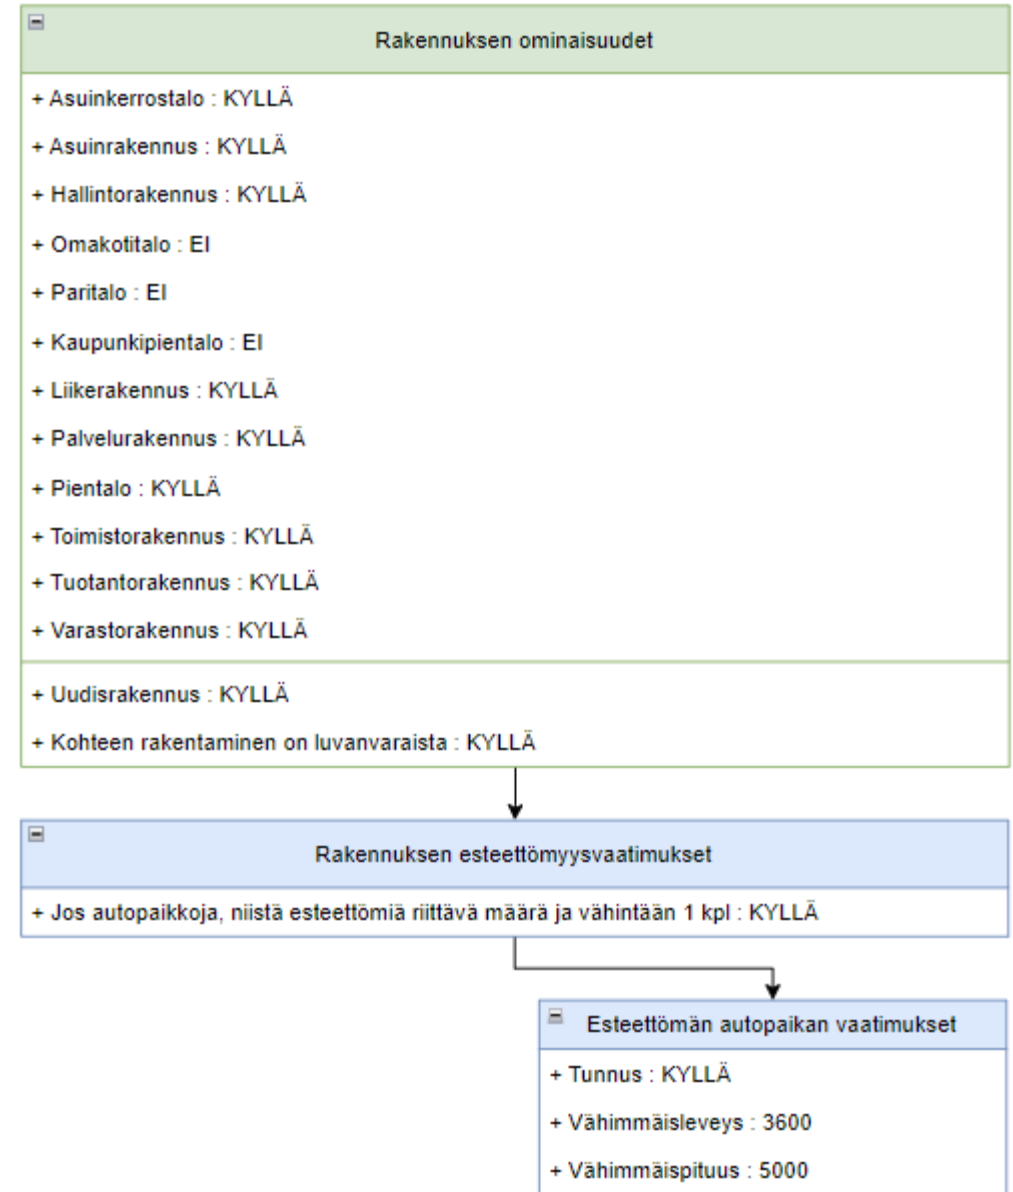 Rakennuksen ominaisuudet
+ Asuinkerrostalo : KYLLÄ
+ Asuinrakennus : KYLLÄ
+ Hallintorakennus : KYLLÄ
+ Omakotitalo : EI
+ Paritalo : EI
+ Kaupunkipientalo : EI
+ Liikerakennus : KYLLÄ
+ Palvelurakennus : KYLLÄ
+ Pientalo : KYLLÄ
+ Toimistorakennus : KYLLÄ
+ Tuotantorakennus : KYLLÄ
+ Varastorakennus : KYLLÄ
+ Uudisrakennus : KYLLÄ
+ Kohteen rakentaminen on luvanvaraista : KYLLÄ
Rakennuksen esteettömyysvaatimukset
+ Jos autopaikkoja, niistä esteettömiä riittävä määrä ja vähintään 1 kpl : KYLLÄ
Esteettömän autopaikan vaatimukset
+ Tunnus : KYLLÄ
+ Vähimmäisleveys : 3600
+ Vähimmäispituus : 5000